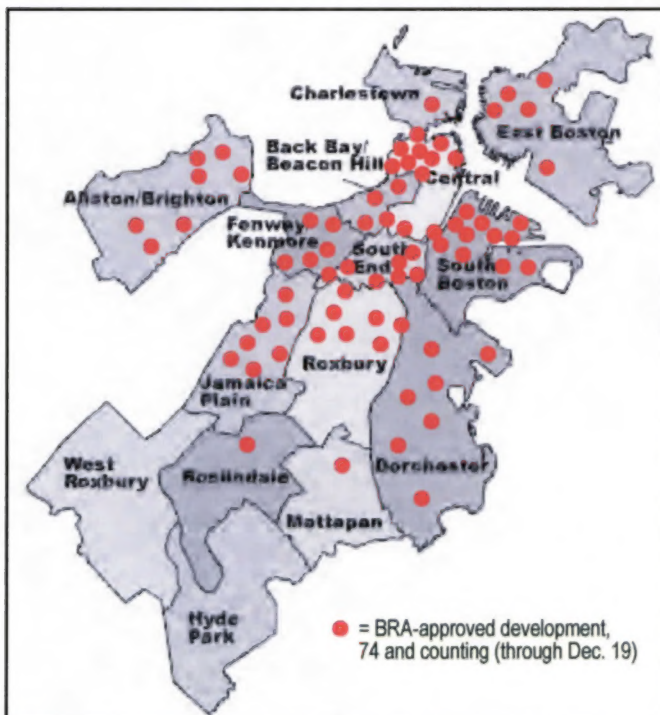 Charlestown
East Boston
Back Bay/
Beacon Hill
Central
Allston/Brighton
Fenway/
Kenmore
South
End
South
Boston
Roxbury
Jamaica
Plain
West
Roxbury
Roslindale
Dorchester
Mattapan
Hyde
Park
= BRA-approved development,
74 and counting (through Dec. 19)